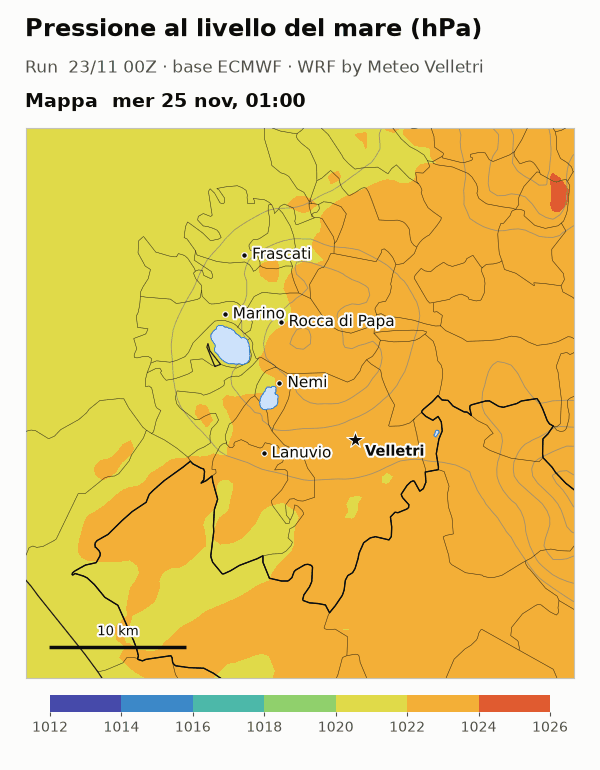 Pressione al livello del mare (hPa)
Run  23/11 00Z · base ECMWF · WRF by Meteo Velletri
Mappa  mer 25 nov, 01:00
Frascati
Marino
Rocca di Papa
Nemi
Velletri
Lanuvio
10 km
1012 1014 1016 1018 1020 1022 1024 1026